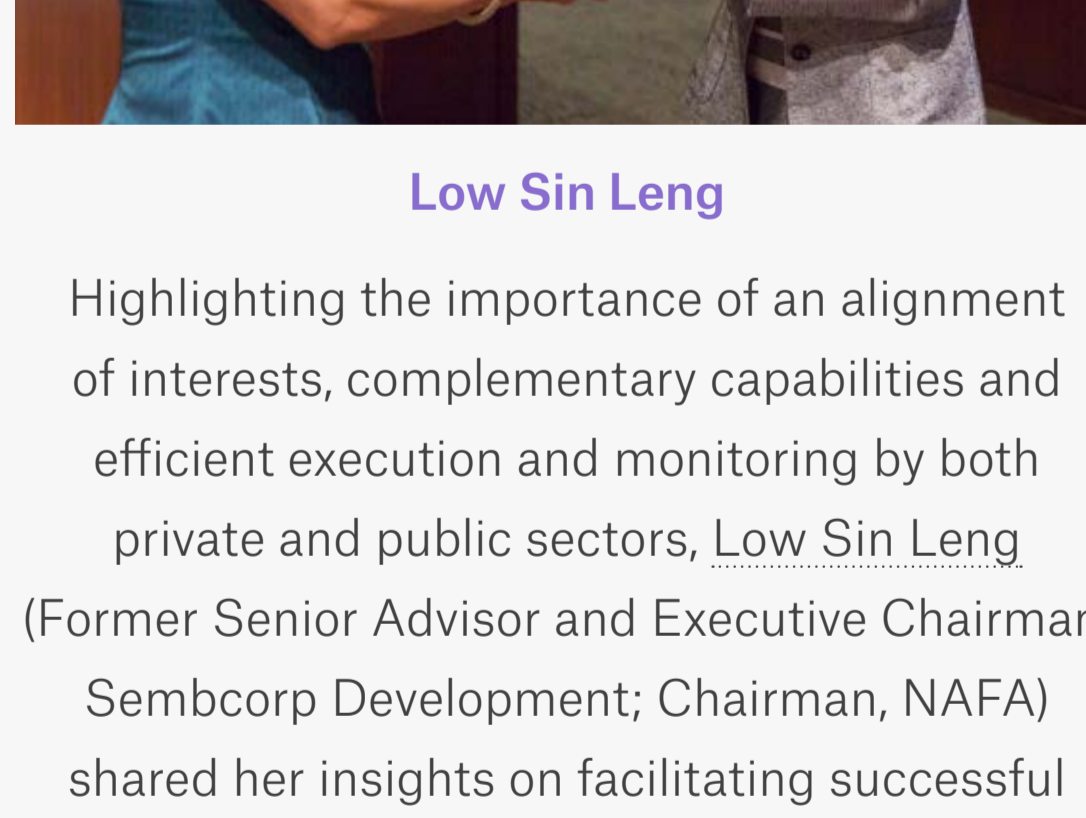 Low Sin Leng
Highlighting the importance of an alignment
of interests, complementary capabilities and
efficient execution and monitoring by both
private and public sectors, Low Sin Leng
(Former Senior Advisor and Executive Chairman
Sembcorp Development; Chairman, NAFA)
shared her insights on facilitating successful